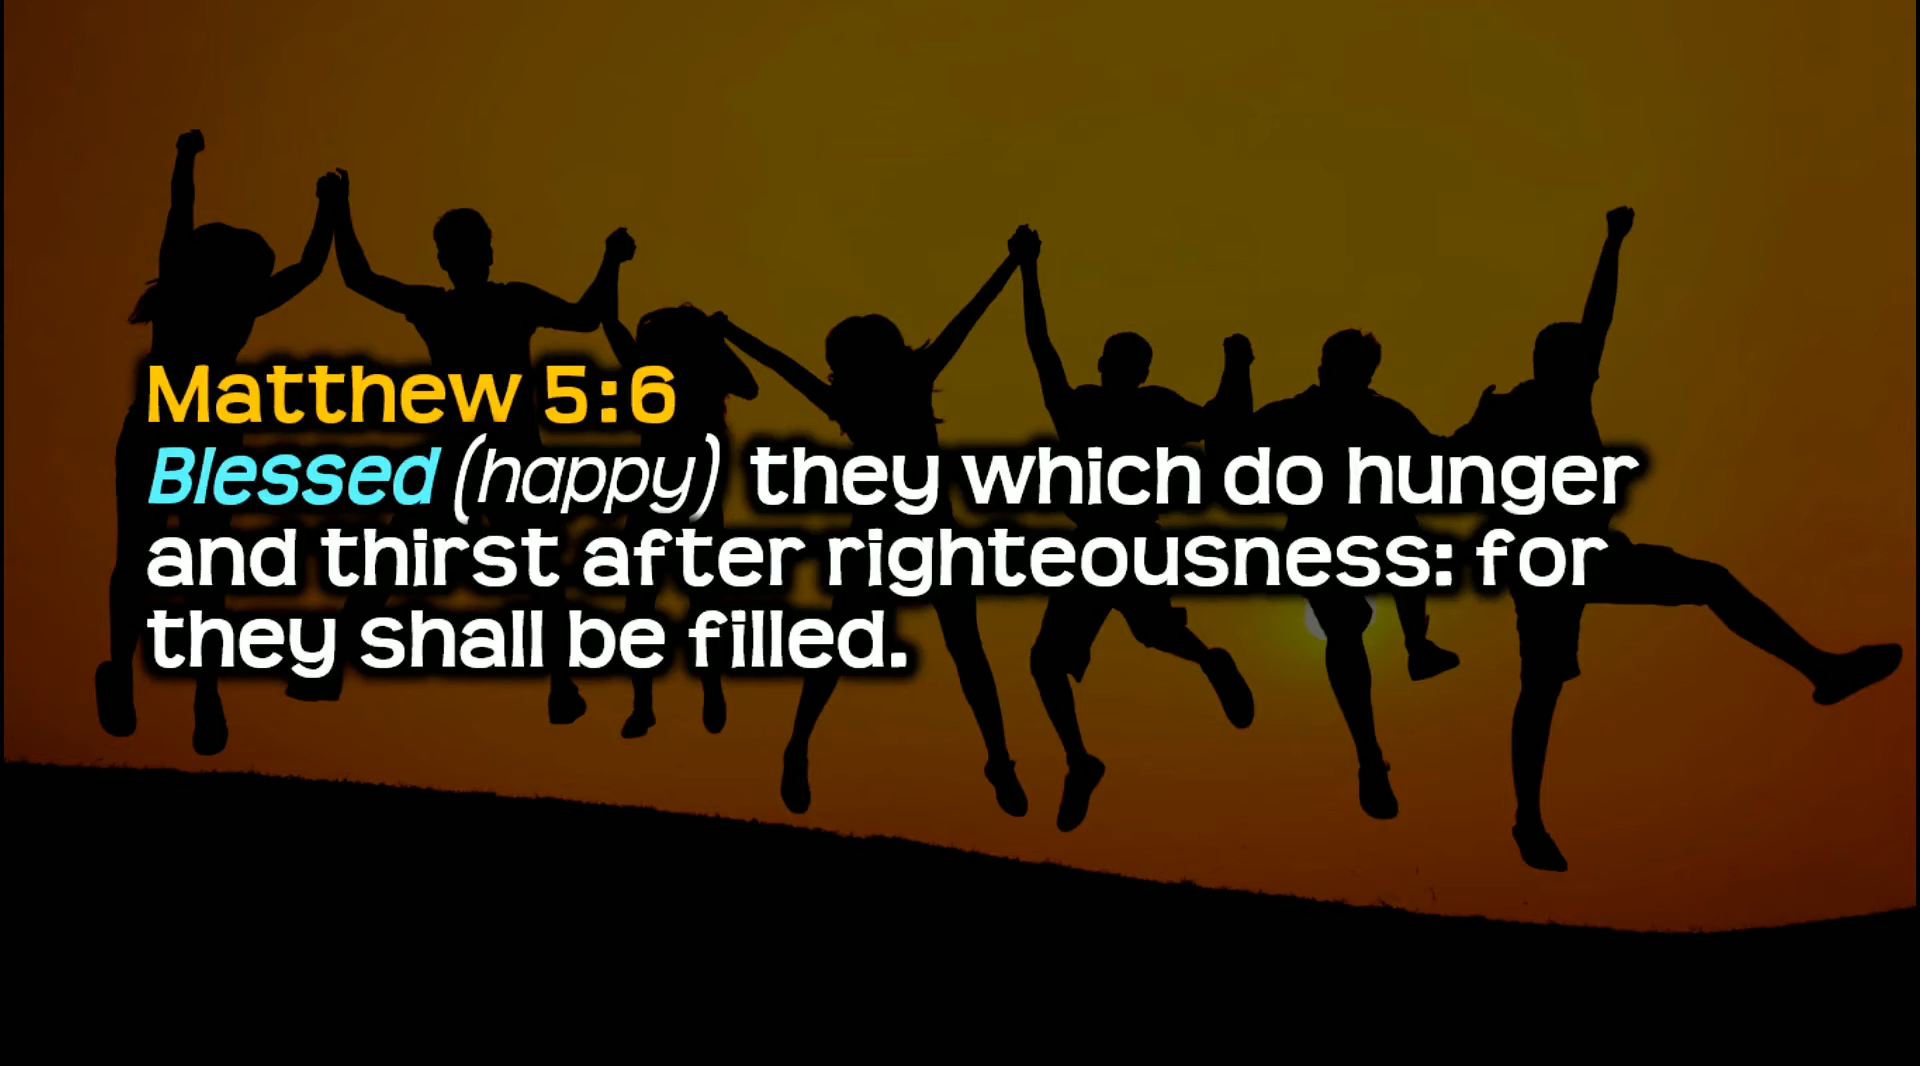 Matthew 5:6
Blessed (happy) they which do hunger
and thirst after righteousness: for
they shall be filled.